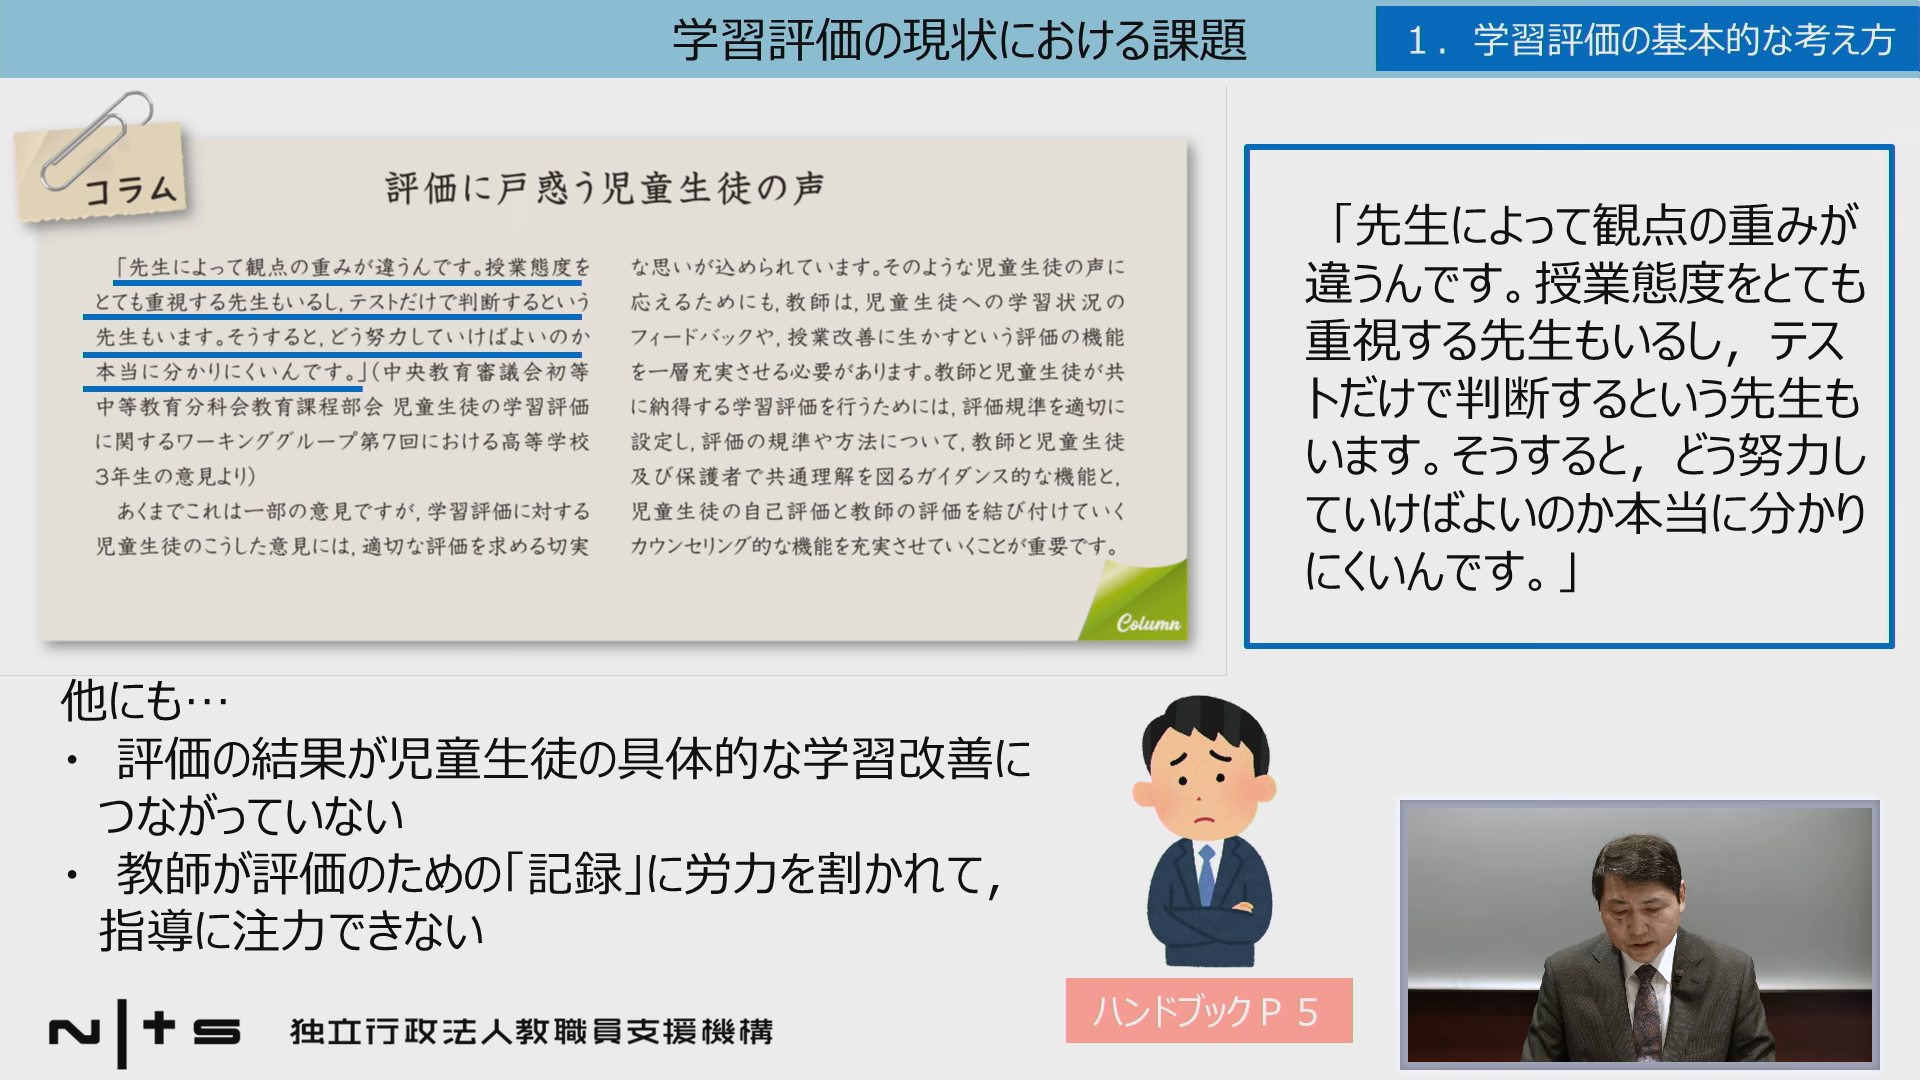 学習評価の現状における課題
1．学習評価の基本的な考え方
コラム
評価に戸惑う児童生徒の声
「先生によって観点の重みが違うんです。授業態度を
とても重視する先生もいるし,テストだけで判断するという
先生もいます。そうすると,どう努力していけばよいのか
本当に分かりにくいんです。」(中央教育審議会初等
中等教育分科会教育課程部会 児童生徒の学習評価
に関するワーキンググループ第7回における高等学校
3年生の意見より)
あくまでこれは一部の意見ですが,学習評価に対する
児童生徒のこうした意見には,適切な評価を求める切実
な思いが込められています。そのような児童生徒の声に
応えるためにも,教師は,児童生徒への学習状況の
フィードバックや,授業改善に生かすという評価の機能
を一層充実させる必要があります。教師と児童生徒が共
に納得する学習評価を行うためには,評価規準を適切に
設定し,評価の規準や方法について,教師と児童生徒
及び保護者で共通理解を図るガイダンス的な機能と,
児童生徒の自己評価と教師の評価を結び付けていく
カウンセリング的な機能を充実させていくことが重要です。
Column
「先生によって観点の重みが
違うんです。授業態度をとても
重視する先生もいるし，テス
トだけで判断するという先生も
います。そうすると，どう努力し
ていけばよいのか本当に分かり
にくいんです。」
他にも…
・ 評価の結果が児童生徒の具体的な学習改善に
つながっていない
・ 教師が評価のための「記録」に労力を割かれて，
指導に注力できない
ハンドブックP 5
NITS 独立行政法人教職員支援機構